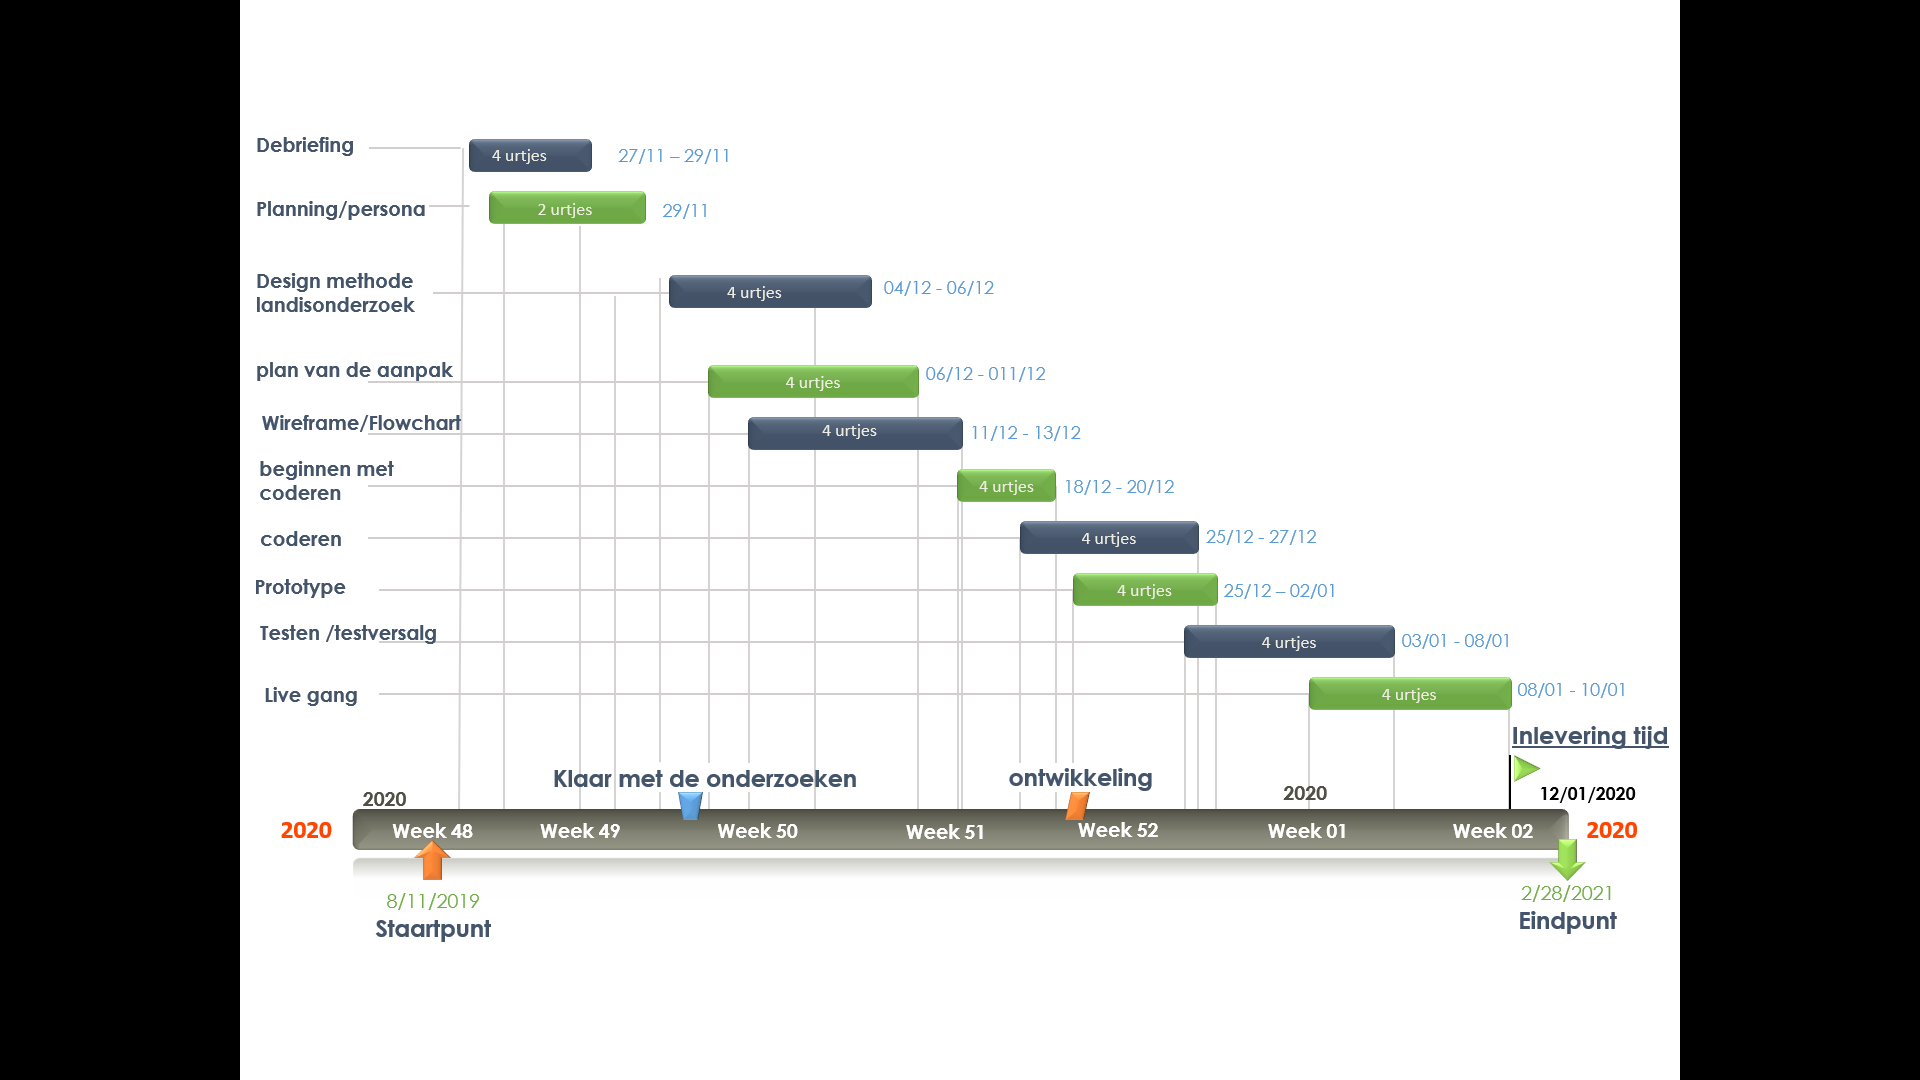 Debriefing
4 urtjes
27/11 – 29/11
Planning/persona
2 urtjes
29/11
Design methode
landisonderzoek
4 urtjes
04/12 - 06/12
plan van de aanpak
4 urtjes
06/12 - 011/12
Wireframe/Flowchart
4 urtjes
11/12 - 13/12
beginnen met
coderen
4 urtjes
18/12 - 20/12
coderen
4 urtjes
25/12 - 27/12
Prototype
4 urtjes
25/12 – 02/01
Testen /testversalg
4 urtjes
03/01 - 08/01
Live gang
4 urtjes
08/01 - 10/01
Inlevering tijd
Klaar met de onderzoeken
ontwikkeling
2020
2020
12/01/2020
2020
Week 48
Week 49
Week 50
Week 51
Week 52
Week 01
Week 02
2020
8/11/2019
Staartpunt
2/28/2021
Eindpunt